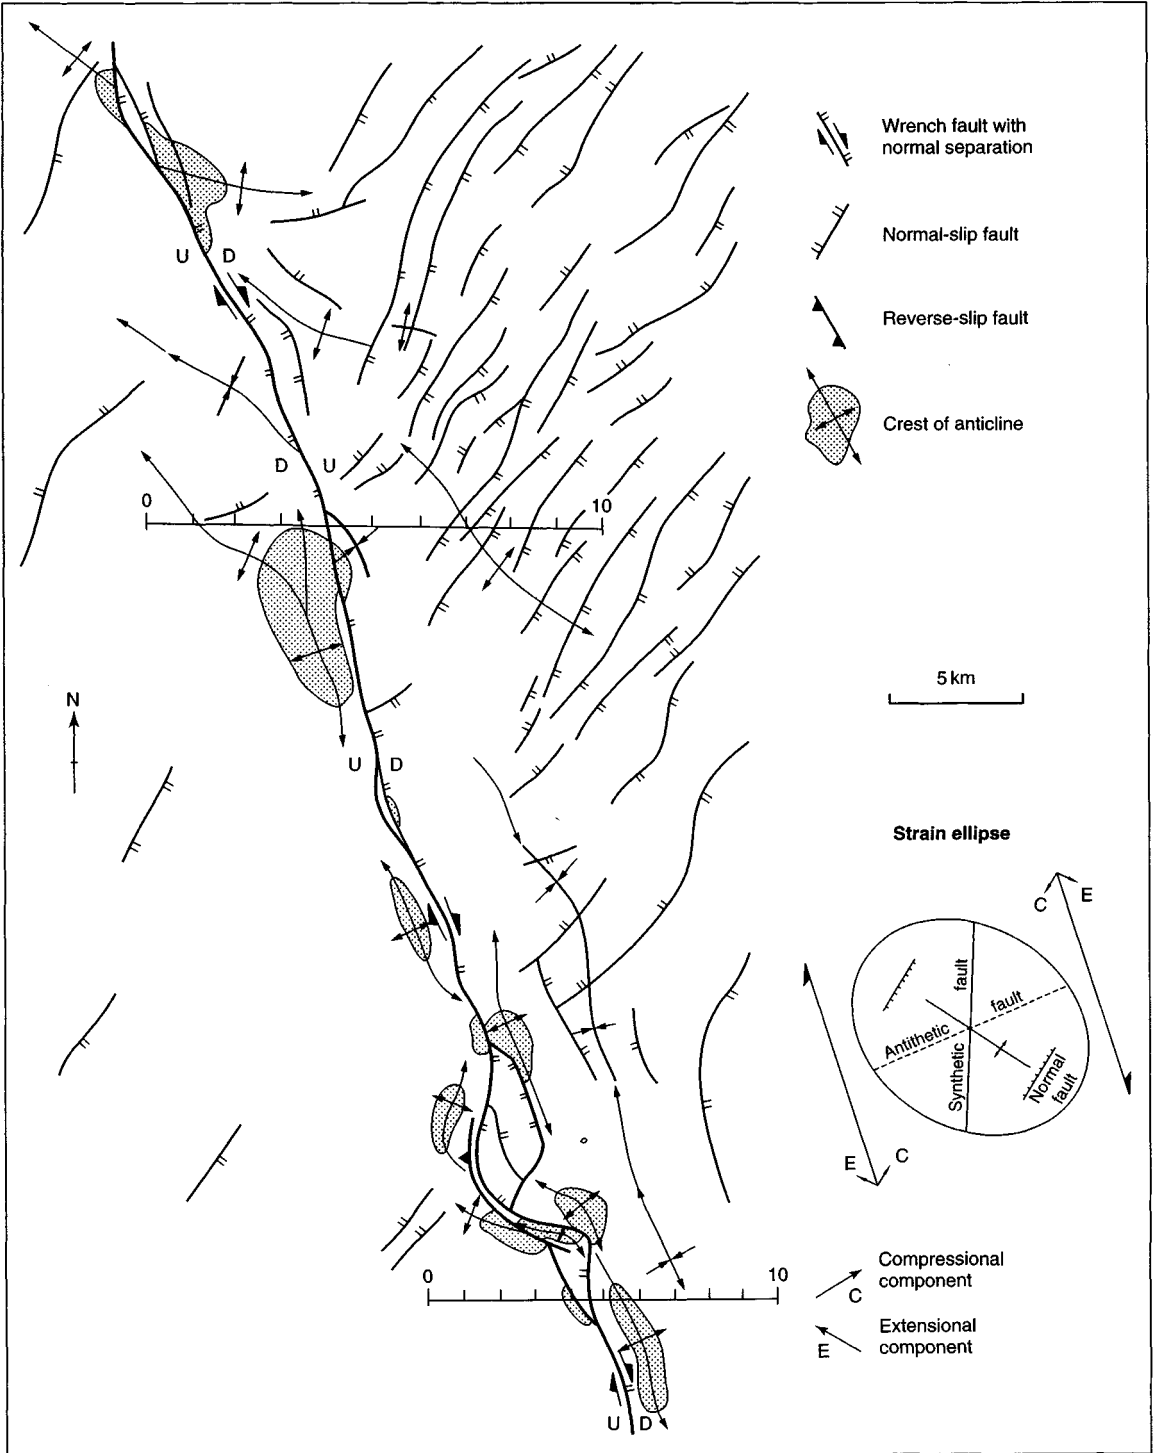 Wrench fault with
normal separation
Normal-slip fault
Reverse-slip fault
Crest of anticline
U D
D U
0 10
5 km
N
U D
Strain ellipse
C E
fault
fault
Antithetic
Synthetic
Normal
fault
E C
0 10
Compressional
component
C
Extensional
component
E
U D